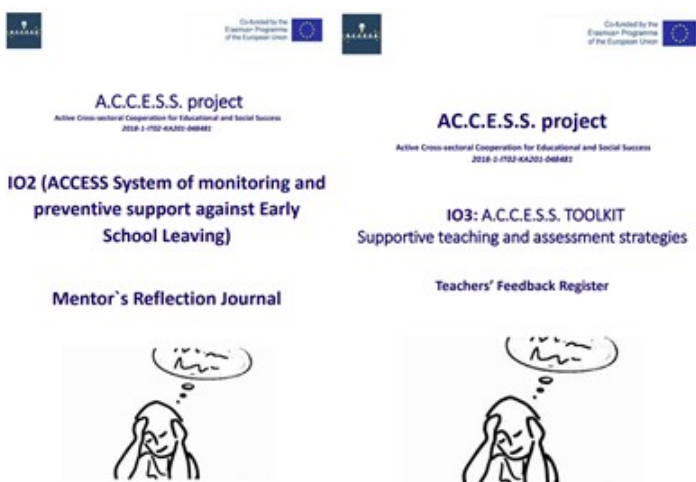 A.C.C.E.S.S.
Co-funded by the
Erasmus+ Programme
of the European Union
A.C.C.E.S.S. project
Active Cross-sectoral Cooperation for Educational and Social Success
2018-1-IT02-KA201-048481
IO2 (ACCESS System of monitoring and
preventive support against Early
School Leaving)
Mentor`s Reflection Journal
Co-funded by the
Erasmus+ Programme
of the European Union
AC.C.E.S.S. project
Active Cross-sectoral Cooperation for Educational and Social Success
2018-1-IT02-KA201-048481
IO3: A.C.C.E.S.S. TOOLKIT
Supportive teaching and assessment strategies
Teachers’ Feedback Register